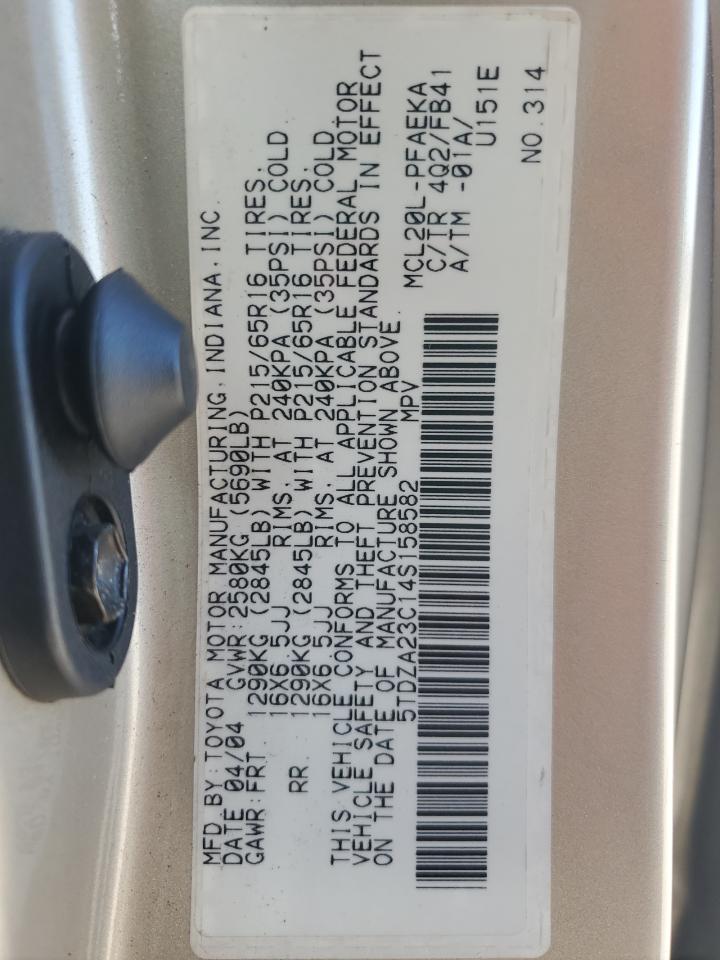 MFD. BY: TOYOTA MOTOR MANUFACTURING, INDIANA, INC.
DATE 04/04 GVWR: 2580KG (5690LB)
GAWR: FRT. 1290KG (2845LB) WITH P215/65R16 TIRES,
16X6.5JJ RIMS, AT 240KPA (35PSI) COLD
RR. 1290KG (2845LB) WITH P215/65R16 TIRES,
16X6.5JJ RIMS, AT 240KPA (35PSI) COLD
THIS VEHICLE CONFORMS TO ALL APPLICABLE FEDERAL MOTOR
VEHICLE SAFETY AND THEFT PREVENTION STANDARDS IN EFFECT
ON THE DATE OF MANUFACTURE SHOWN ABOVE.
5TDZA23C14S158582 MPV
MCL20L-PFAEKA
C/TR 4Q2/FB41
A/TM -01A/
U151E
NO.314